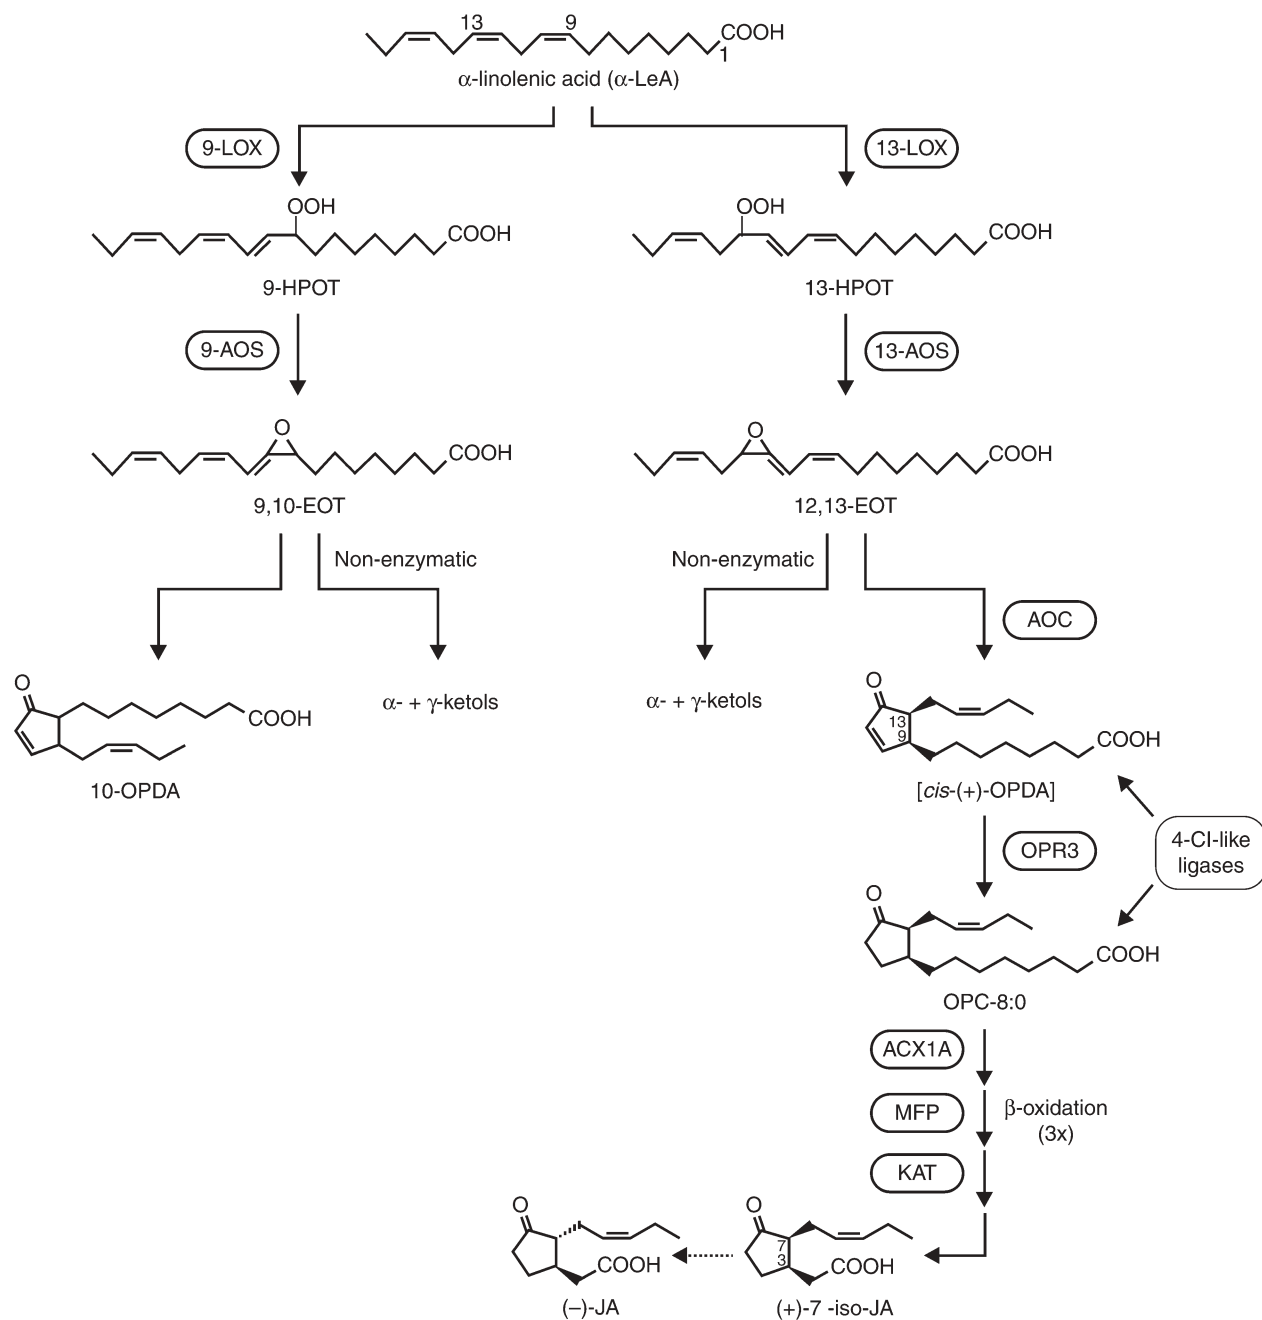 13
9
COOH
1
α-linolenic acid (α-LeA)
9-LOX
13-LOX
OOH
COOH
9-HPOT
OOH
COOH
13-HPOT
9-AOS
13-AOS
O
COOH
9,10-EOT
O
COOH
12,13-EOT
Non-enzymatic
Non-enzymatic
AOC
O
COOH
10-OPDA
α- + γ-ketols
α- + γ-ketols
O
13
9
COOH
[cis-(+)-OPDA]
4-CI-like
ligases
OPR3
O
COOH
OPC-8:0
ACX1A
MFP
β-oxidation
(3x)
KAT
O
COOH
(–)-JA
O
7
3
COOH
(+)-7 -iso-JA